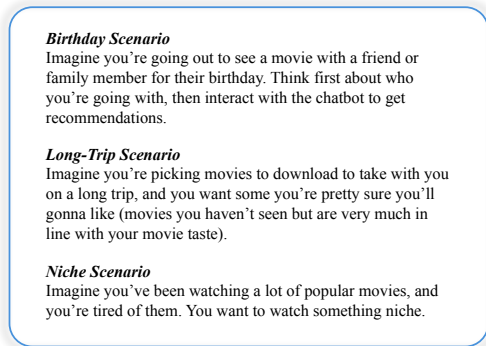 Birthday Scenario
Imagine you're going out to see a movie with a friend or
family member for their birthday. Think first about who
you're going with, then interact with the chatbot to get
recommendations.
Long-Trip Scenario
Imagine you're picking movies to download to take with you
on a long trip, and you want some you're pretty sure you'll
gonna like (movies you haven't seen but are very much in
line with your movie taste).
Niche Scenario
Imagine you've been watching a lot of popular movies, and
you're tired of them. You want to watch something niche.